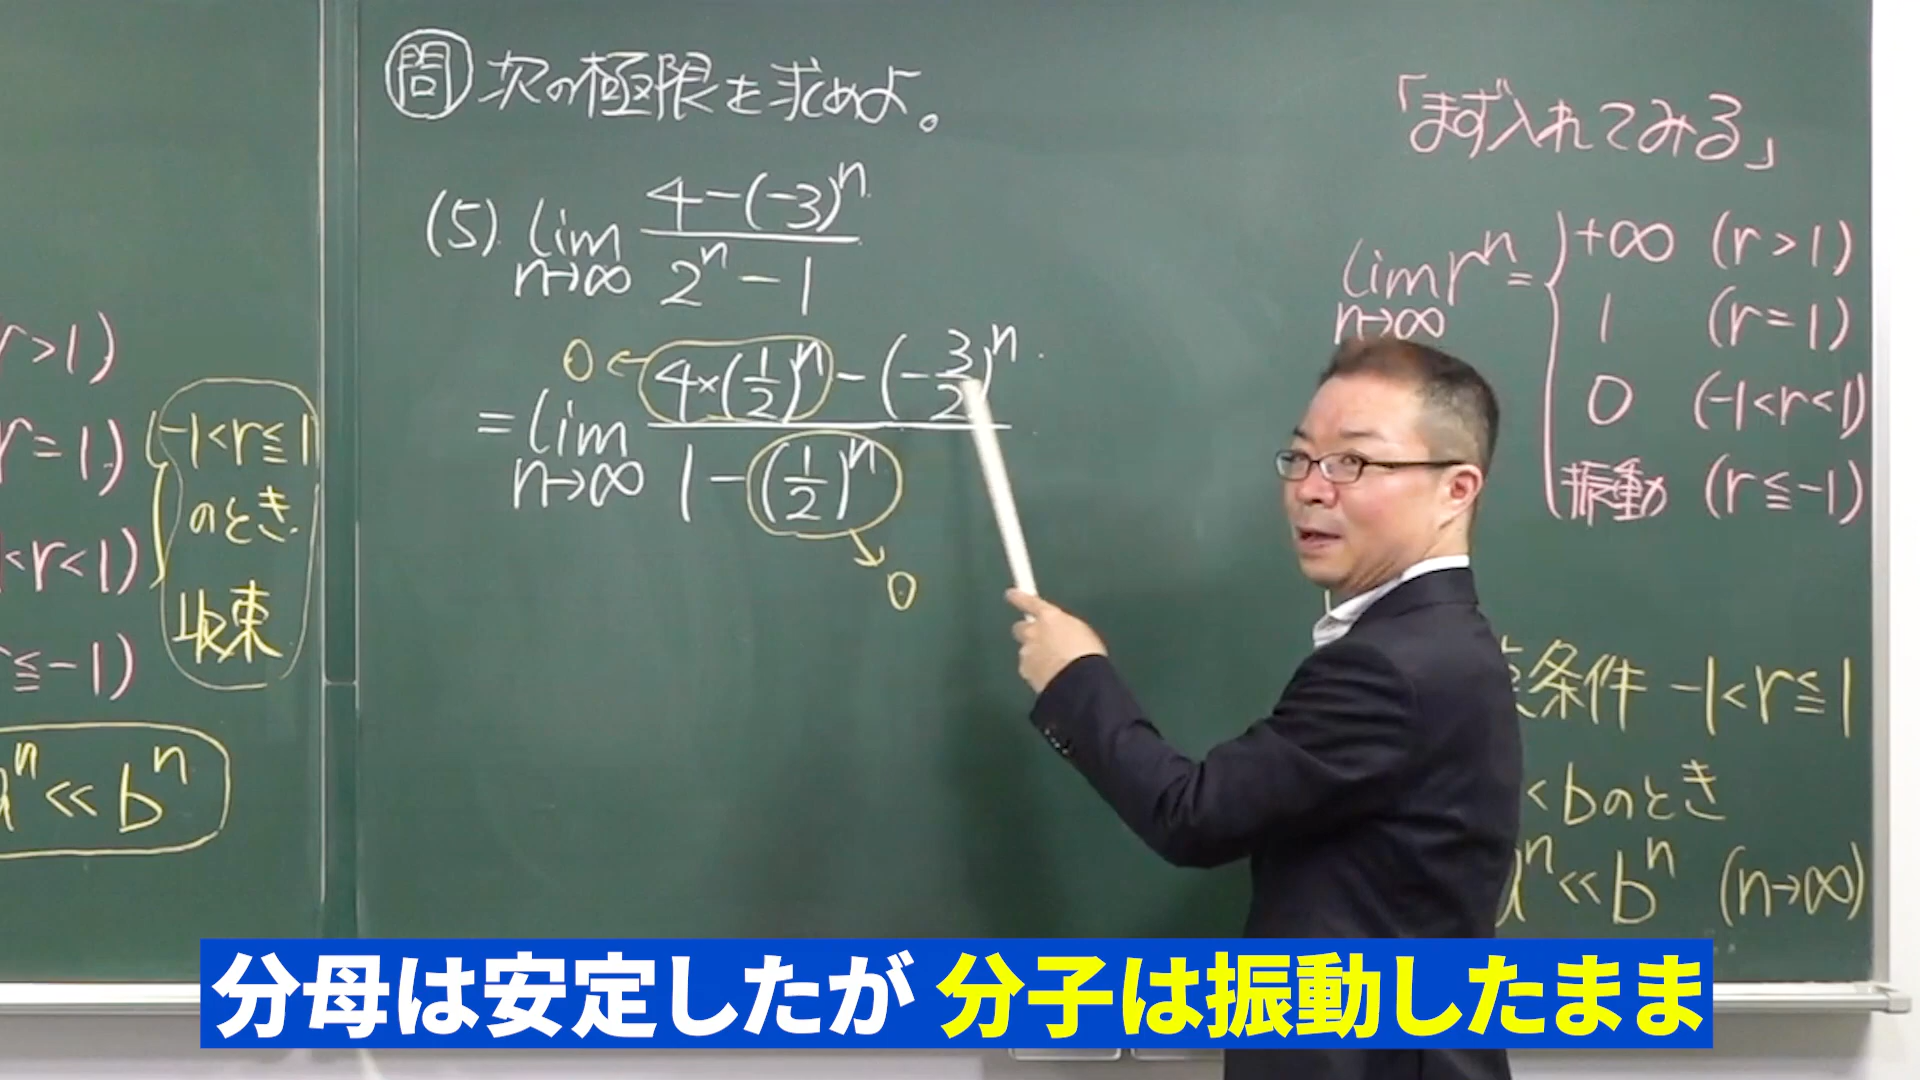 問 次の極限を求めよ。
(5) lim n→∞ 4-(-3)^n / 2^n - 1
= lim n→∞ 4×(1/2)^n - (-3/2)^n / 1 - (1/2)^n
0 ←
→ 0
r>1)
r=1)
<r<1)
r≦-1)
-1<r≦1
のとき
収束
a^n << b^n
「まず入れてみる」
lim n→∞ r^n = { +∞ (r>1)
1 (r=1)
0 (-1<r<1)
振動 (r≦-1)
条件 -1<r≦1
<bのとき
a^n << b^n (n→∞)
分母は安定したが 分子は振動したまま